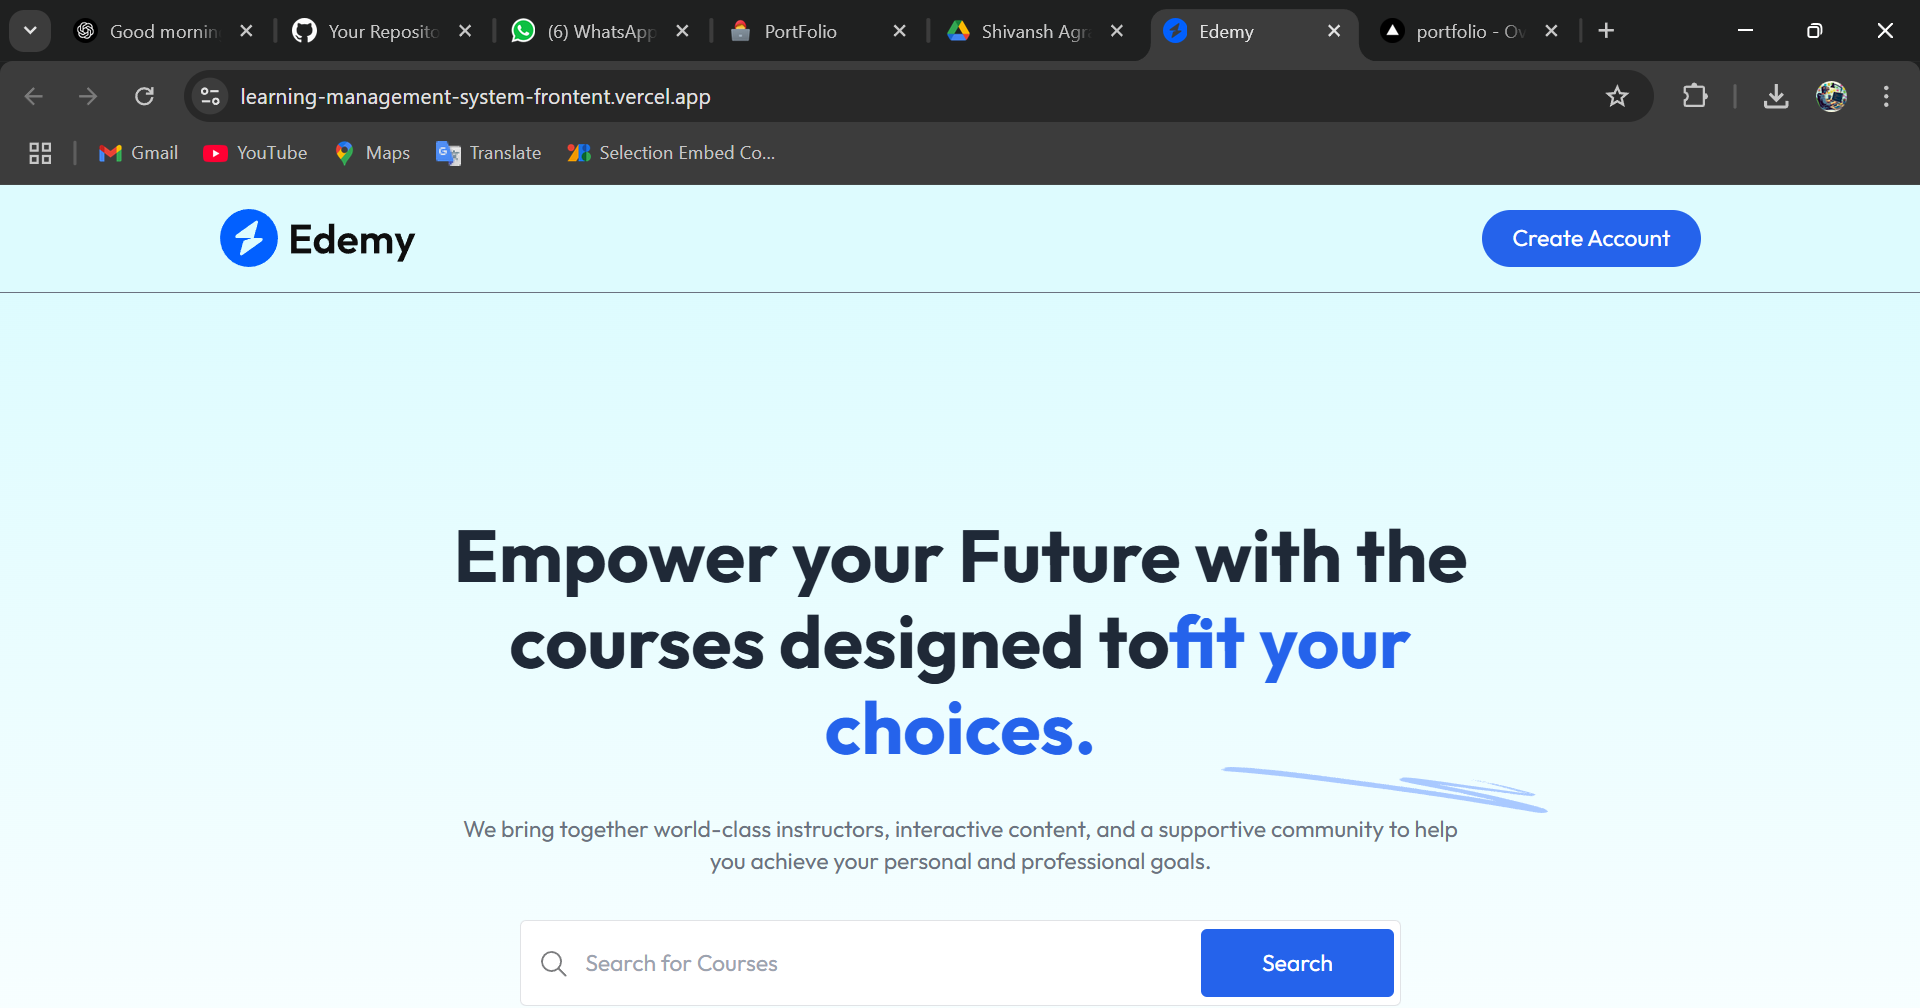 Good mornin
Your Reposito
(6) WhatsApp
PortFolio
Shivansh Agra
Edemy
portfolio - Ov
learning-management-system-frontent.vercel.app
Gmail
YouTube
Maps
Translate
Selection Embed Co...
Edemy
Create Account
Empower your Future with the
courses designed tofit your
choices.
We bring together world-class instructors, interactive content, and a supportive community to help
you achieve your personal and professional goals.
Search for Courses
Search